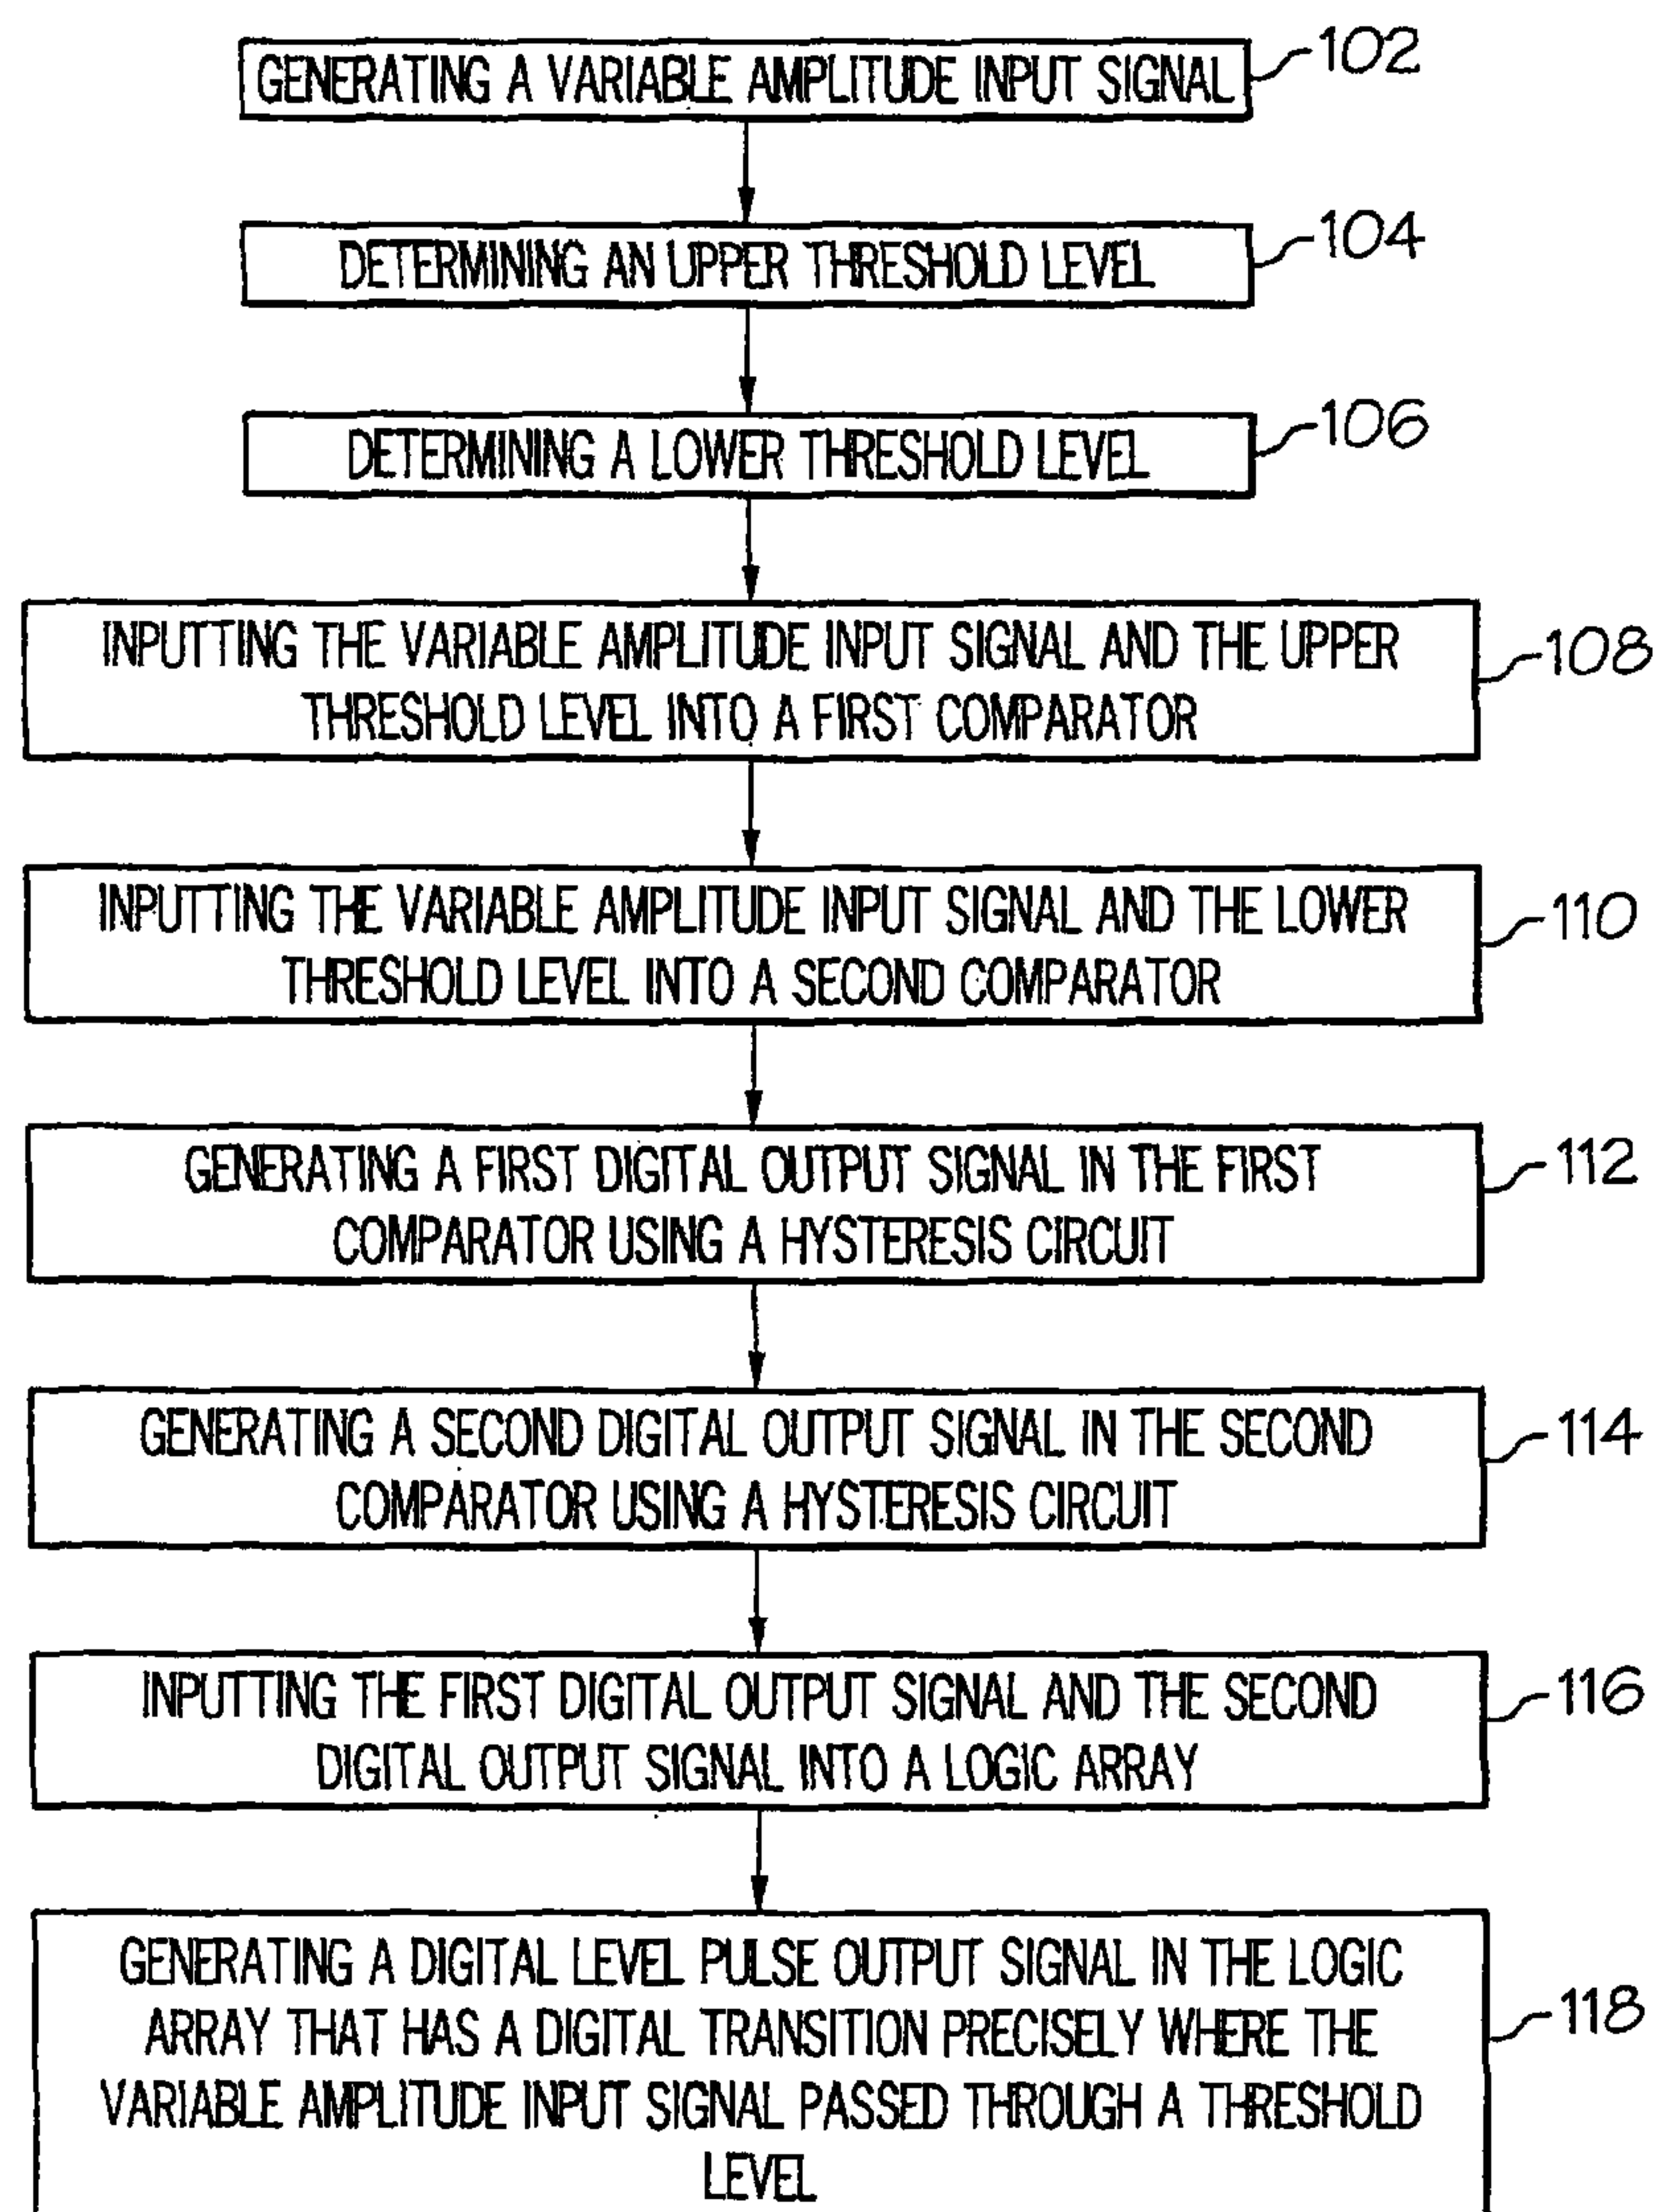 GENERATING A VARIABLE AMPLITUDE INPUT SIGNAL
102
DETERMINING AN UPPER THRESHOLD LEVEL
104
DETERMINING A LOWER THRESHOLD LEVEL
106
INPUTTING THE VARIABLE AMPLITUDE INPUT SIGNAL AND THE UPPER
THRESHOLD LEVEL INTO A FIRST COMPARATOR
108
INPUTTING THE VARIABLE AMPLITUDE INPUT SIGNAL AND THE LOWER
THRESHOLD LEVEL INTO A SECOND COMPARATOR
110
GENERATING A FIRST DIGITAL OUTPUT SIGNAL IN THE FIRST
COMPARATOR USING A HYSTERESIS CIRCUIT
112
GENERATING A SECOND DIGITAL OUTPUT SIGNAL IN THE SECOND
COMPARATOR USING A HYSTERESIS CIRCUIT
114
INPUTTING THE FIRST DIGITAL OUTPUT SIGNAL AND THE SECOND
DIGITAL OUTPUT SIGNAL INTO A LOGIC ARRAY
116
GENERATING A DIGITAL LEVEL PULSE OUTPUT SIGNAL IN THE LOGIC
ARRAY THAT HAS A DIGITAL TRANSITION PRECISELY WHERE THE
VARIABLE AMPLITUDE INPUT SIGNAL PASSED THROUGH A THRESHOLD
LEVEL
118